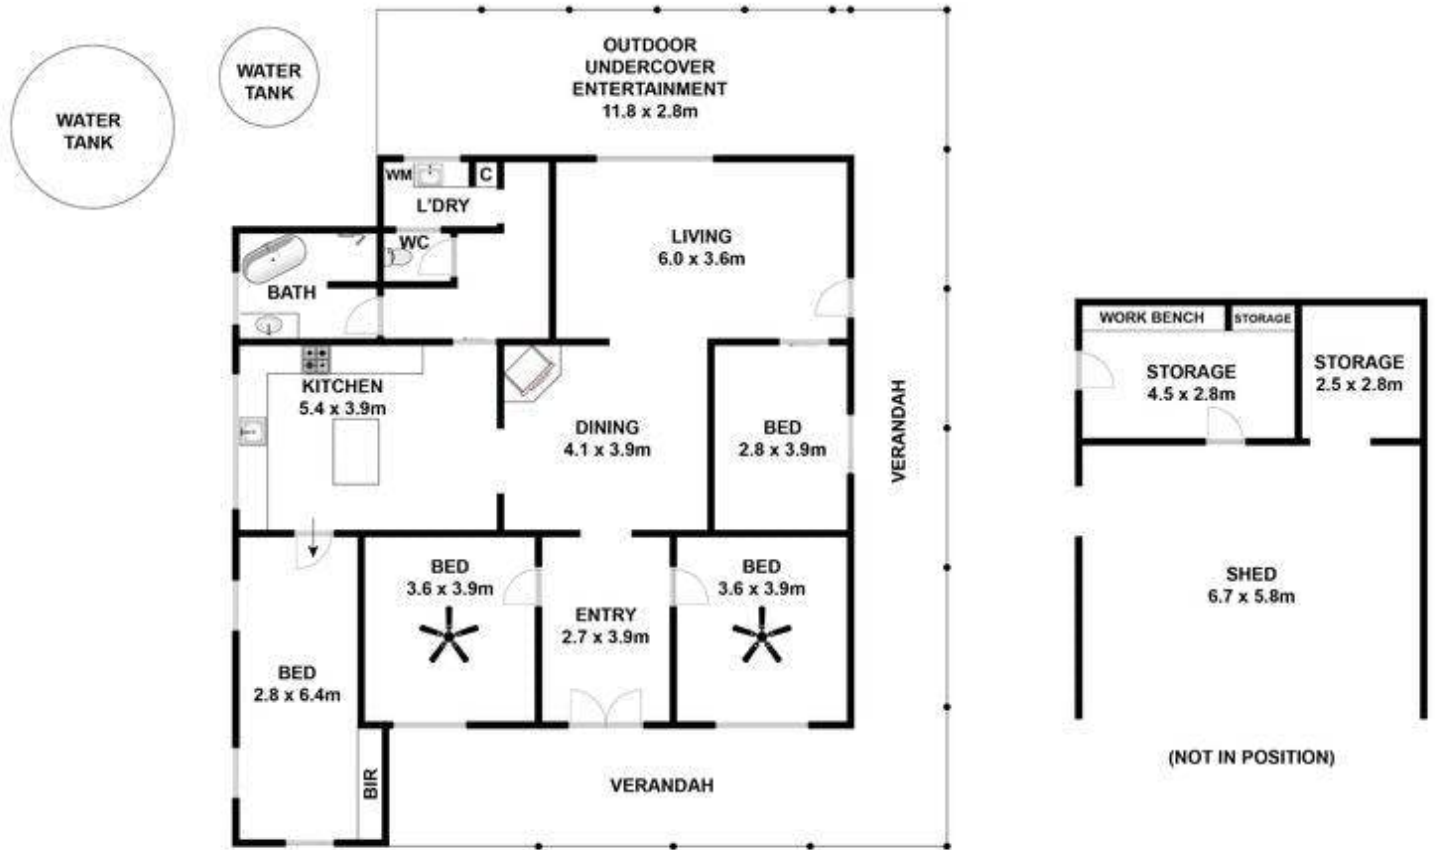 OUTDOOR
UNDERCOVER
ENTERTAINMENT
11.8 x 2.8m
WATER
TANK
WATER
TANK
WM
C
L'DRY
WC
BATH
LIVING
6.0 x 3.6m
KITCHEN
5.4 x 3.9m
DINING
4.1 x 3.9m
BED
2.8 x 3.9m
VERANDAH
BED
3.6 x 3.9m
BED
3.6 x 3.9m
ENTRY
2.7 x 3.9m
BED
2.8 x 6.4m
BIR
VERANDAH
WORK BENCH
STORAGE
STORAGE
4.5 x 2.8m
STORAGE
2.5 x 2.8m
SHED
6.7 x 5.8m
(NOT IN POSITION)